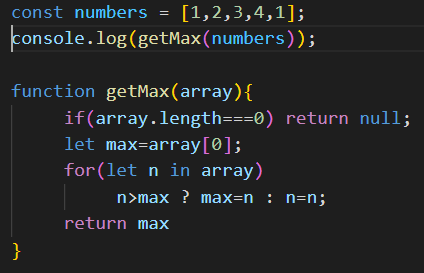 const numbers = [1,2,3,4,1];
console.log(getMax(numbers));
function getMax(array){
if(array.length===0) return null;
let max=array[0];
for(let n in array)
n>max ? max=n : n=n;
return max
}